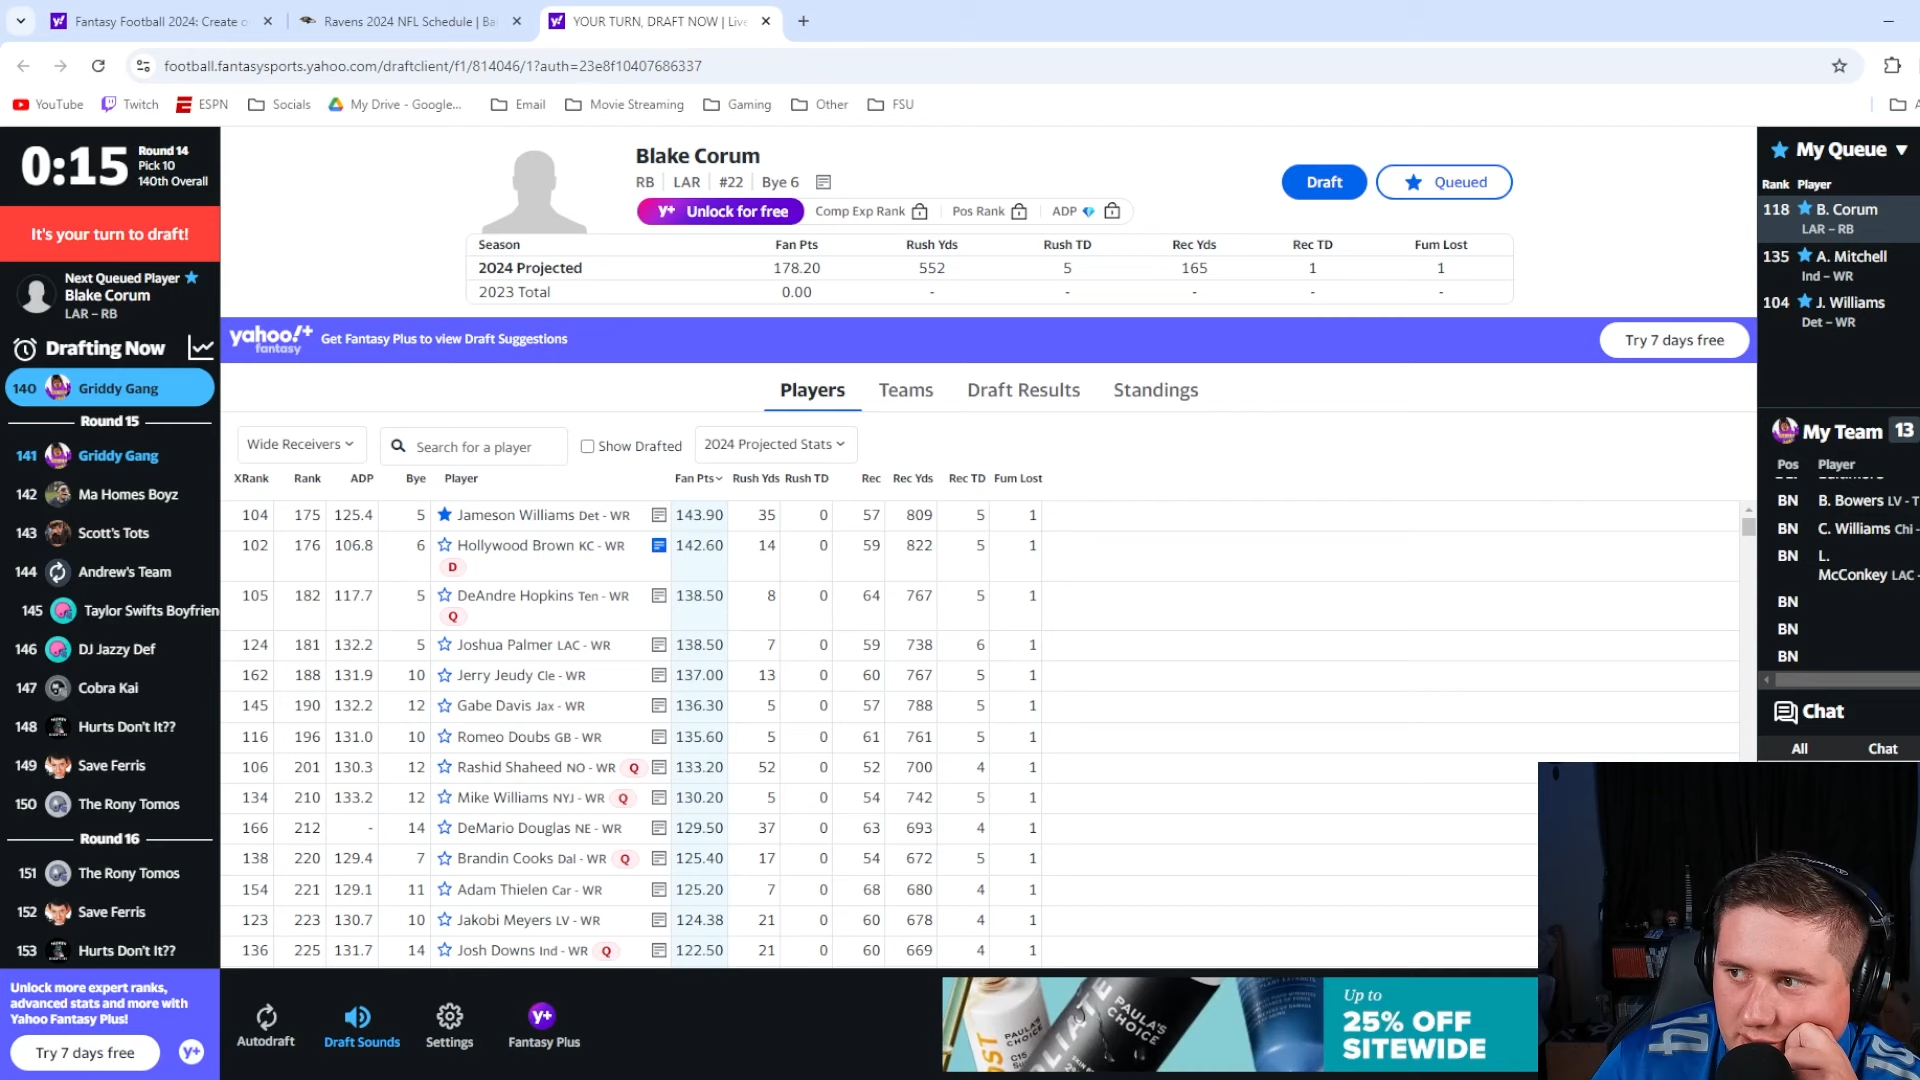 Fantasy Football 2024: Create o
Ravens 2024 NFL Schedule | Bal
YOUR TURN, DRAFT NOW | Live
football.fantasysports.yahoo.com/draftclient/f1/814046/1?auth=23e8f10407686337
YouTube
Twitch
ESPN
Socials
My Drive - Google...
Email
Movie Streaming
Gaming
Other
FSU
0:15
Round 14
Pick 10
140th Overall
It's your turn to draft!
Next Queued Player
Blake Corum
LAR – RB
Drafting Now
140 Griddy Gang
Round 15
141 Griddy Gang
142 Ma Homes Boyz
143 Scott's Tots
144 Andrew's Team
145 Taylor Swifts Boyfrien
146 DJ Jazzy Def
147 Cobra Kai
148 Hurts Don't It??
149 Save Ferris
150 The Rony Tomos
Round 16
151 The Rony Tomos
152 Save Ferris
153 Hurts Don't It??
Unlock more expert ranks,
advanced stats and more with
Yahoo Fantasy Plus!
Try 7 days free
y+
Blake Corum
RB LAR #22 Bye 6
y+ Unlock for free Comp Exp Rank Pos Rank ADP
Draft
Queued
Season Fan Pts Rush Yds Rush TD Rec Yds Rec TD Fum Lost
2024 Projected 178.20 552 5 165 1 1
2023 Total 0.00 - - - - -
yahoo!+
fantasy
Get Fantasy Plus to view Draft Suggestions
Try 7 days free
Players Teams Draft Results Standings
Wide Receivers
Search for a player
Show Drafted
2024 Projected Stats
XRank Rank ADP Bye Player Fan Pts Rush Yds Rush TD Rec Rec Yds Rec TD Fum Lost
104 175 125.4 5 Jameson Williams Det - WR 143.90 35 0 57 809 5 1
102 176 106.8 6 Hollywood Brown KC - WR 142.60 14 0 59 822 5 1
D
105 182 117.7 5 DeAndre Hopkins Ten - WR 138.50 8 0 64 767 5 1
Q
124 181 132.2 5 Joshua Palmer LAC - WR 138.50 7 0 59 738 6 1
162 188 131.9 10 Jerry Jeudy Cle - WR 137.00 13 0 60 767 5 1
145 190 132.2 12 Gabe Davis Jax - WR 136.30 5 0 57 788 5 1
116 196 131.0 10 Romeo Doubs GB - WR 135.60 5 0 61 761 5 1
106 201 130.3 12 Rashid Shaheed NO - WR Q 133.20 52 0 52 700 4 1
134 210 133.2 12 Mike Williams NYJ - WR Q 130.20 5 0 54 742 5 1
166 212 - 14 DeMario Douglas NE - WR 129.50 37 0 63 693 4 1
138 220 129.4 7 Brandin Cooks Dal - WR Q 125.40 17 0 54 672 5 1
154 221 129.1 11 Adam Thielen Car - WR 125.20 7 0 68 680 4 1
123 223 130.7 10 Jakobi Meyers LV - WR 124.38 21 0 60 678 4 1
136 225 131.7 14 Josh Downs Ind - WR Q 122.50 21 0 60 669 4 1
Autodraft
Draft Sounds
Settings
y+
Fantasy Plus
PAULA'S
CHOICE
PAULA'S
CHOICE
Up to
25% OFF
SITEWIDE
My Queue
Rank Player
118 B. Corum
LAR – RB
135 A. Mitchell
Ind – WR
104 J. Williams
Det – WR
My Team 13
Pos Player
BN B. Bowers LV - T
BN C. Williams Chi -
BN L.
McConkey LAC -
BN
BN
BN
Chat
All Chat
14